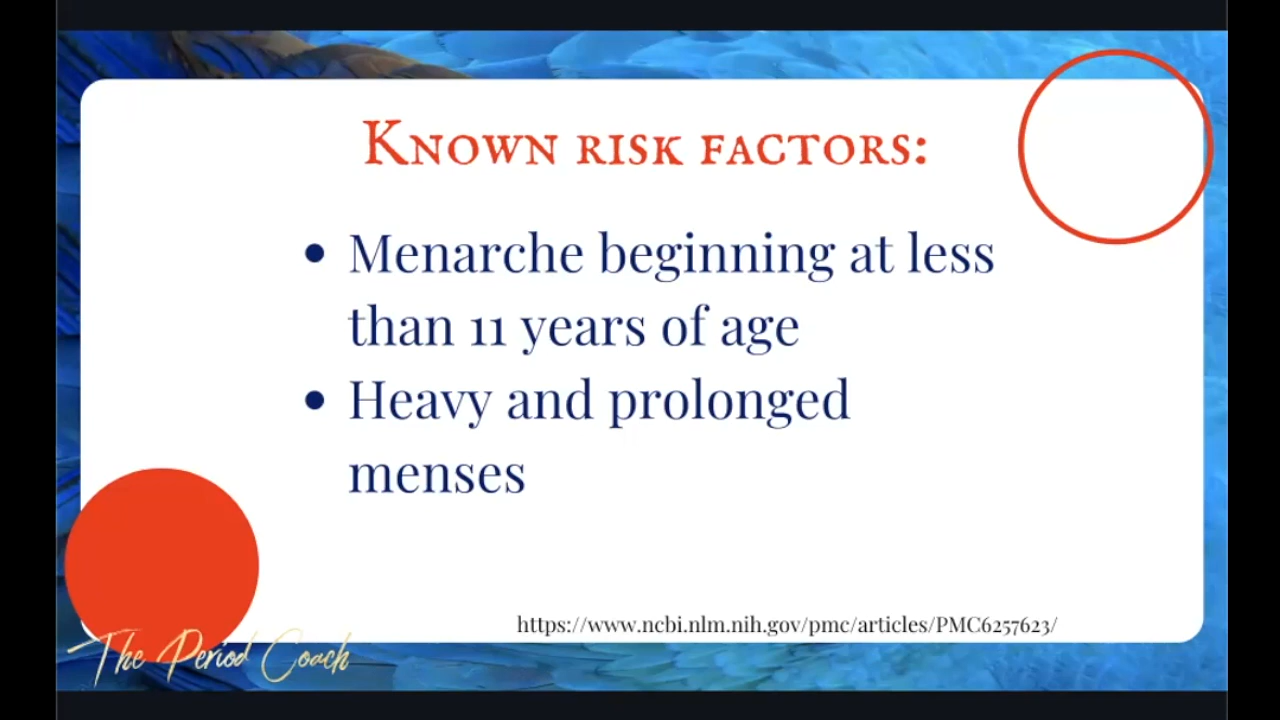 Known risk factors:
• Menarche beginning at less
than 11 years of age
• Heavy and prolonged
menses
https://www.ncbi.nlm.nih.gov/pmc/articles/PMC6257623/
The Period Coach